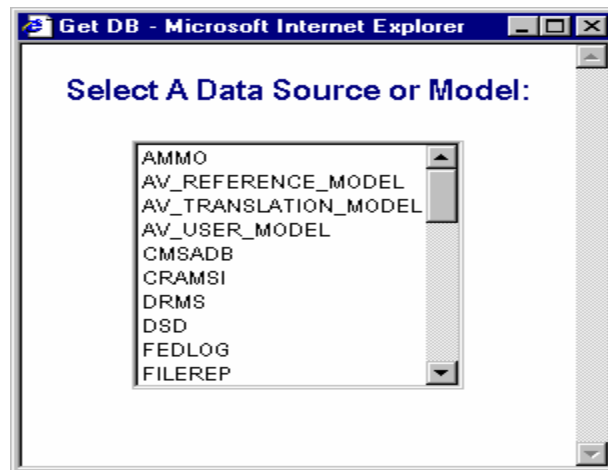 Get DB - Microsoft Internet Explorer
Select A Data Source or Model:
AMMO
AV_REFERENCE_MODEL
AV_TRANSLATION_MODEL
AV_USER_MODEL
CMSADB
CRAMSI
DRMS
DSD
FEDLOG
FILEREP